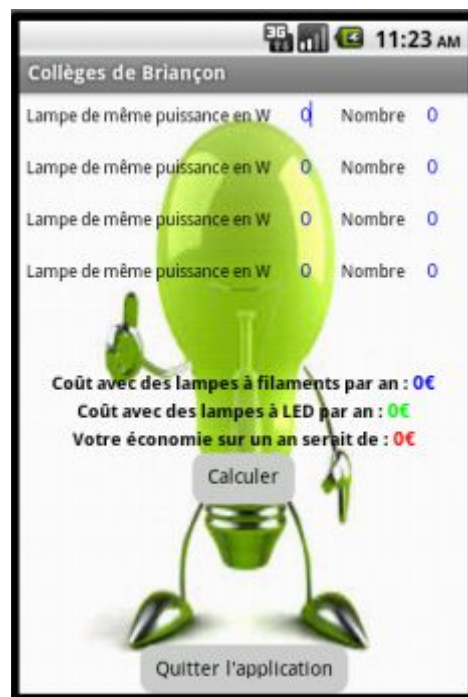 3G 11:23 AM
Collèges de Briançon
Lampe de même puissance en W 0 Nombre 0
Lampe de même puissance en W 0 Nombre 0
Lampe de même puissance en W 0 Nombre 0
Lampe de même puissance en W 0 Nombre 0
Coût avec des lampes à filaments par an : 0€
Coût avec des lampes à LED par an : 0€
Votre économie sur un an serait de : 0€
Calculer
Quitter l'application